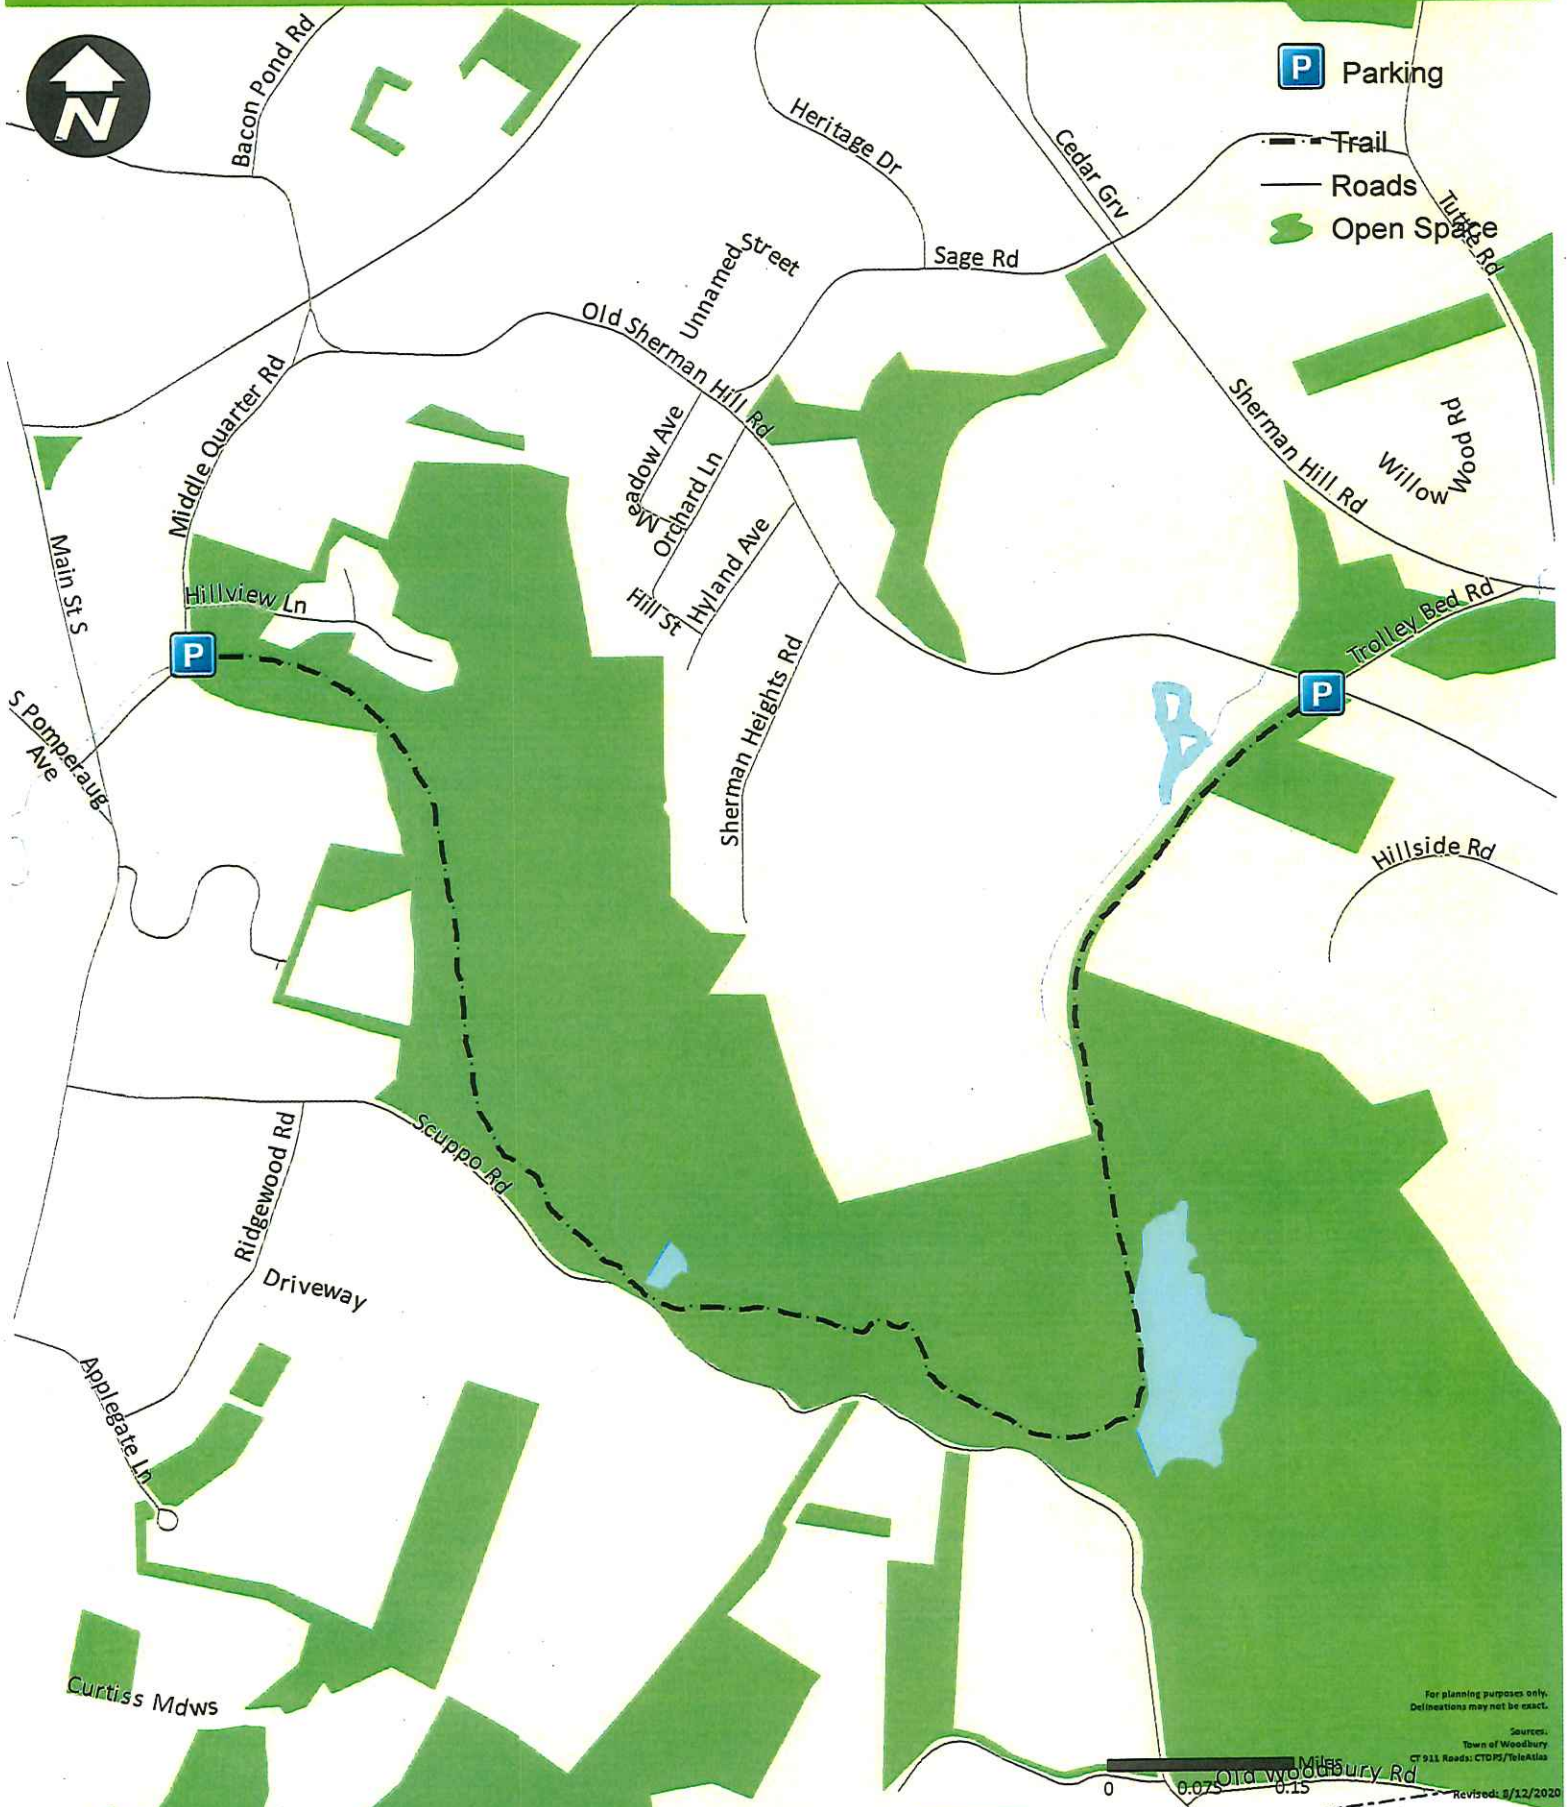 N
Bacon Pond Rd
Heritage Dr
Cedar Grv
P Parking
Trail
Roads
Open Space
Tuttle Rd
Sage Rd
Unnamed Street
Old Sherman Hill Rd
Middle Quarter Rd
Meadow Ave
Orchard Ln
Sherman Hill Rd
Willow Wood Rd
Main St S
Hillview Ln
Hill St
Hyland Ave
Trolley Bed Rd
P
P
S Pomperaug
Ave
Sherman Heights Rd
Hillside Rd
Scuppo Rd
Ridgewood Rd
Driveway
Applegate Ln
Curtiss Mdws
For planning purposes only.
Delineations may not be exact.
Sources:
Town of Woodbury
CT 911 Roads: CTDPS/TeleAtlas
Miles
0 0.075 0.15
Old Woodbury Rd
Revised: 8/12/2020